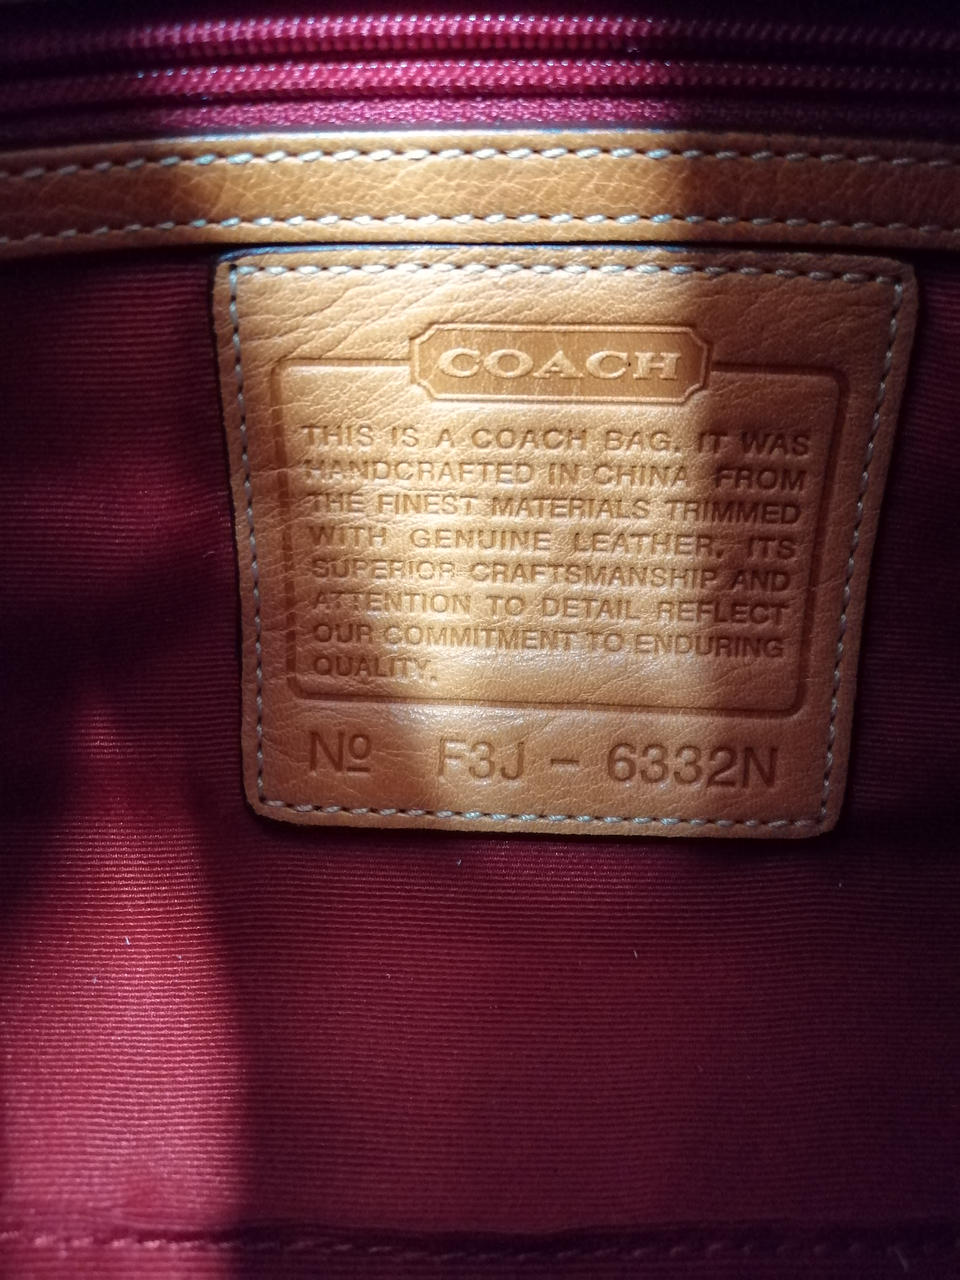 COACH
THIS IS A COACH BAG. IT WAS
HANDCRAFTED IN CHINA FROM
THE FINEST MATERIALS TRIMMED
WITH GENUINE LEATHER. ITS
SUPERIOR CRAFTSMANSHIP AND
ATTENTION TO DETAIL REFLECT
OUR COMMITMENT TO ENDURING
QUALITY.
Nº F3J - 6332N